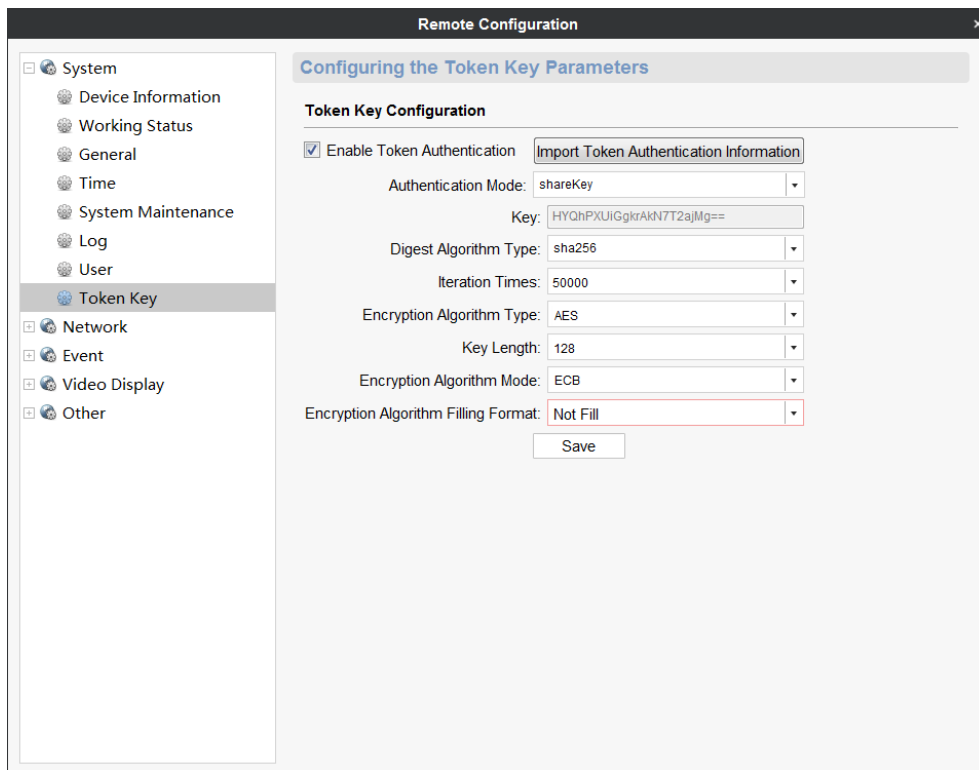 Remote Configuration
System
Device Information
Working Status
General
Time
System Maintenance
Log
User
Token Key
Network
Event
Video Display
Other
Configuring the Token Key Parameters
Token Key Configuration
Enable Token Authentication Import Token Authentication Information
Authentication Mode: shareKey
Key: HYQhPXUiGgkrAkN7T2ajMg==
Digest Algorithm Type: sha256
Iteration Times: 50000
Encryption Algorithm Type: AES
Key Length: 128
Encryption Algorithm Mode: ECB
Encryption Algorithm Filling Format: Not Fill
Save